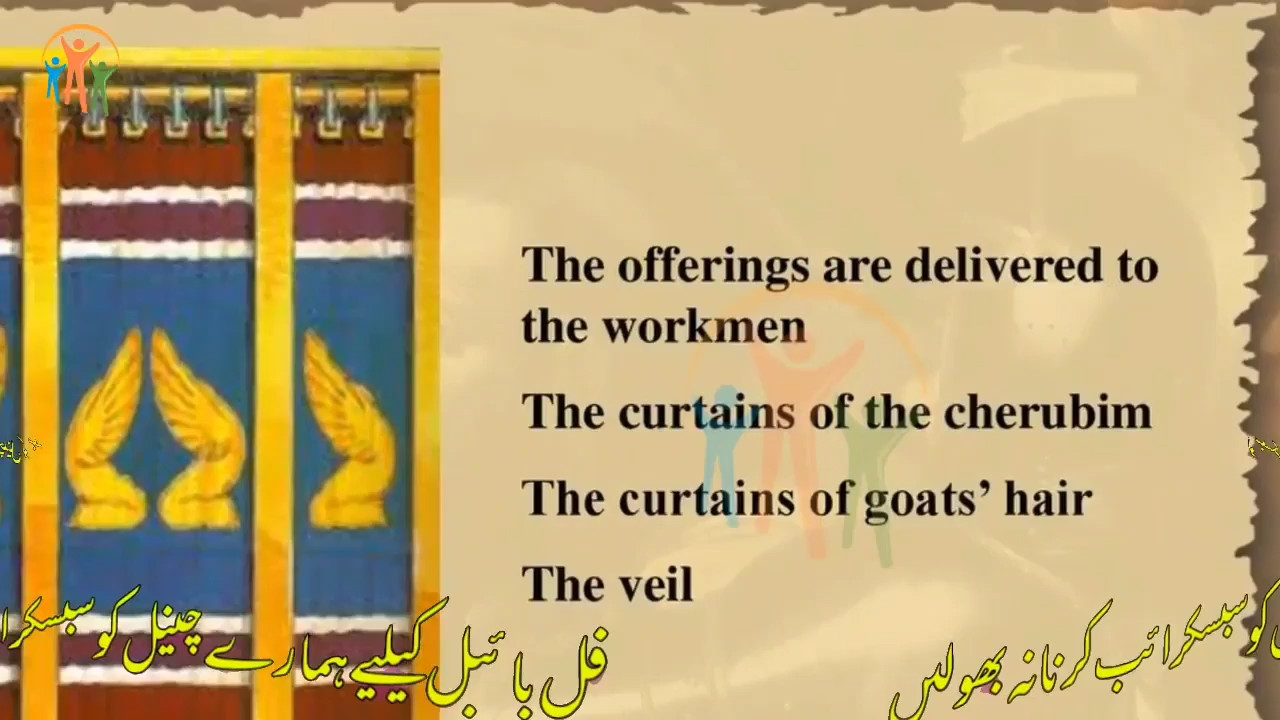 The offerings are delivered to
the workmen
The curtains of the cherubim
The curtains of goats’ hair
The veil
فل بائبل کیلیے ہمارے چینل کو سبسکرا
کو سبسکرائب کرنا نہ بھولیں